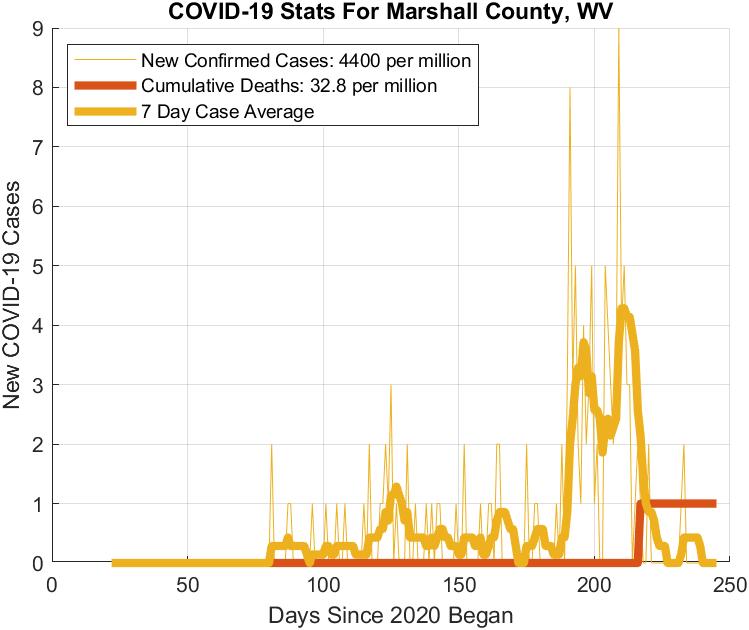 COVID-19 Stats For Marshall County, WV
New Confirmed Cases: 4400 per million
Cumulative Deaths: 32.8 per million
7 Day Case Average
New COVID-19 Cases
9
8
7
6
5
4
3
2
1
0
0 50 100 150 200 250
Days Since 2020 Began